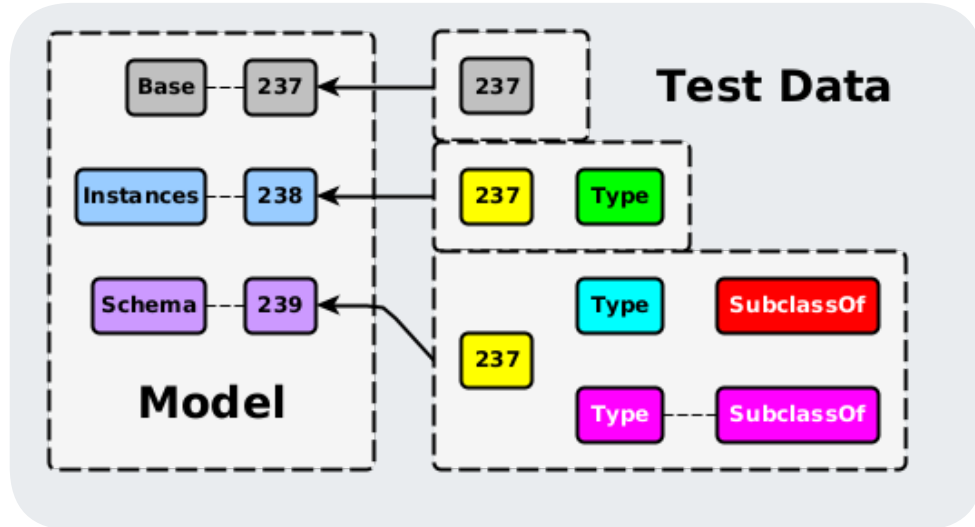 Base 237 237 Test Data
Instances 238 237 Type
Schema 239 Type SubclassOf
237
Model Type SubclassOf